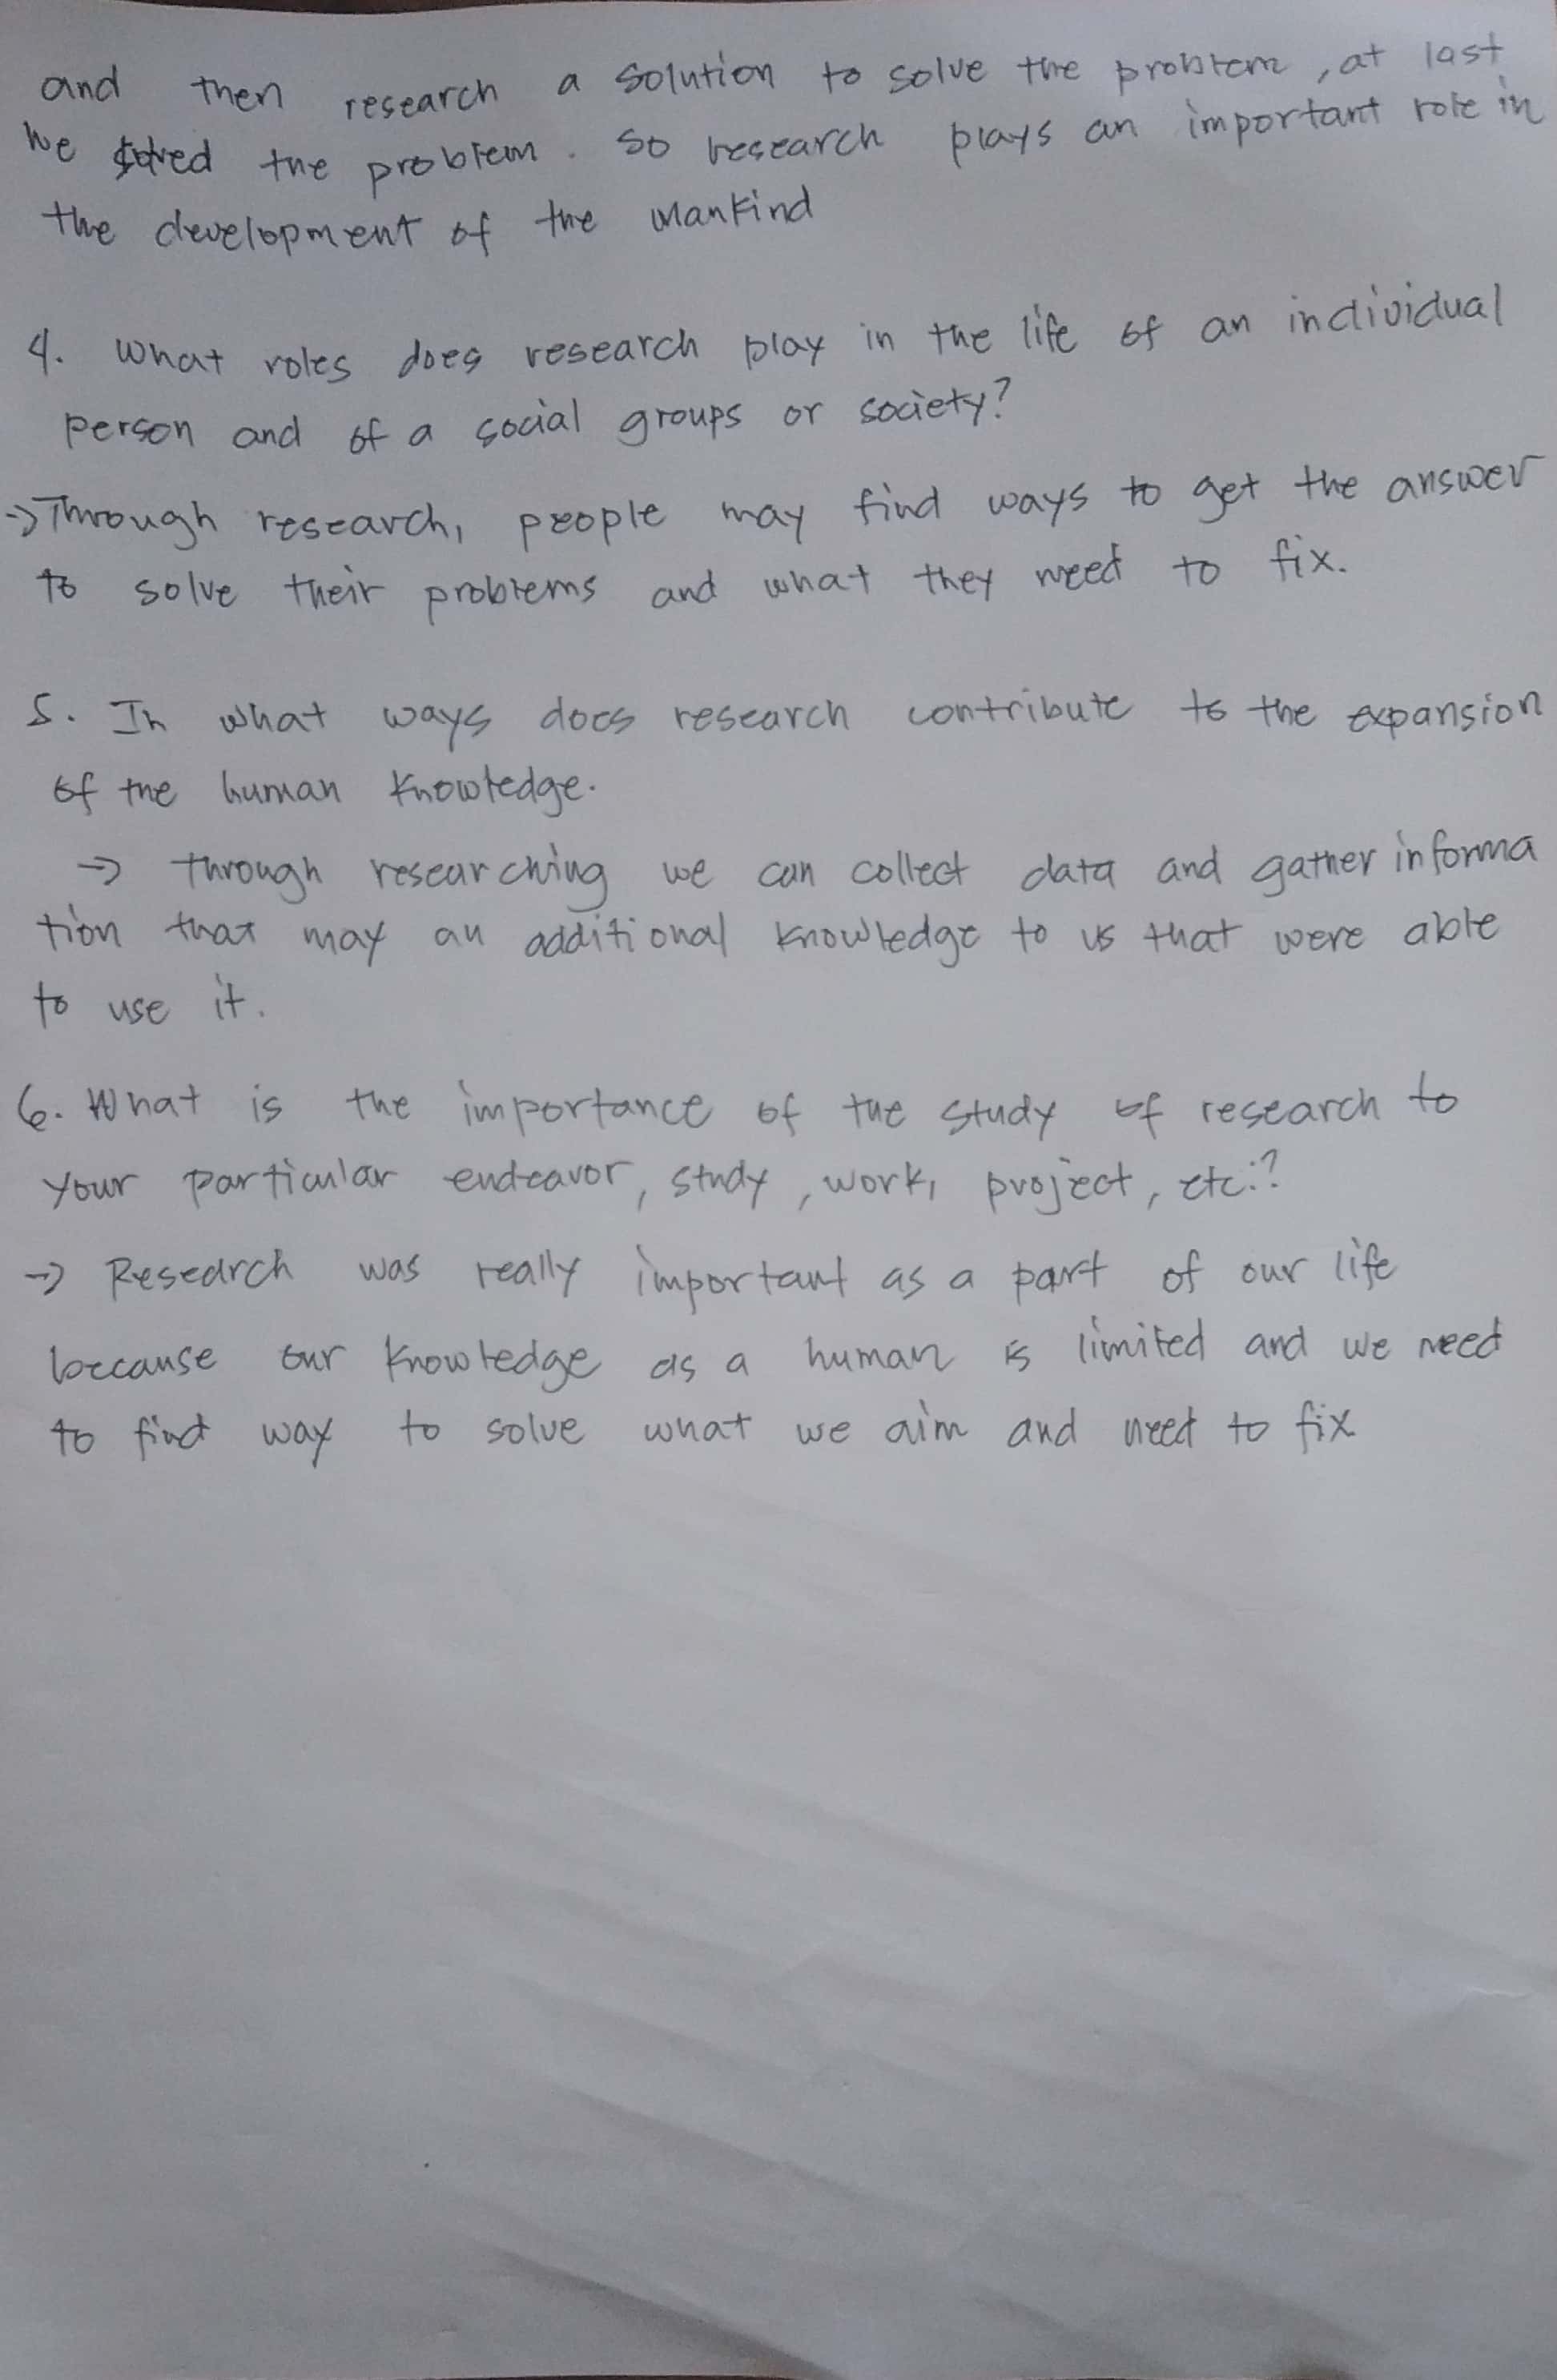 and then research a solution to solve the problem, at last
we solved the problem. so research plays an important role in
the development of the mankind
4. What roles does research play in the life of an individual
person and of a social groups or society?
→ Through research, people may find ways to get the answer
to solve their problems and what they need to fix.
5. In what ways does research contribute to the expansion
of the human knowledge.
→ through researching we can collect data and gather informa
tion that may an additional knowledge to us that were able
to use it.
6. What is the importance of the study of research to
your particular endeavor, study, work, project, etc.?
→ Research was really important as a part of our life
because our knowledge as a human is limited and we need
to find way to solve what we aim and need to fix